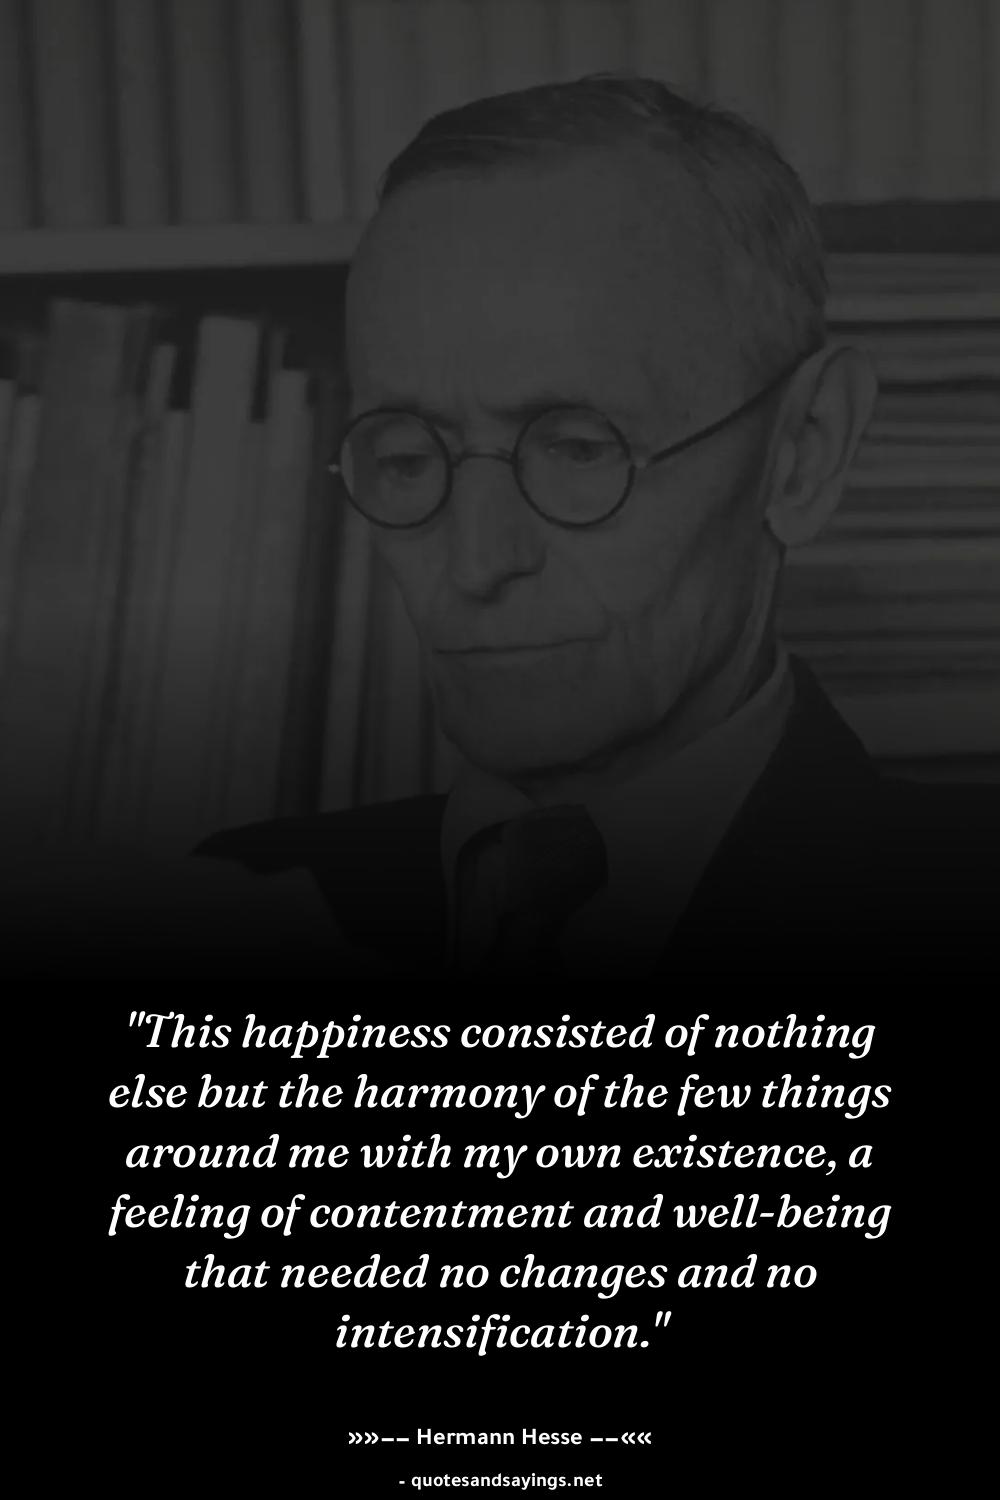 "This happiness consisted of nothing
else but the harmony of the few things
around me with my own existence, a
feeling of contentment and well-being
that needed no changes and no
intensification."
»»−− Hermann Hesse −−««
- quotesandsayings.net